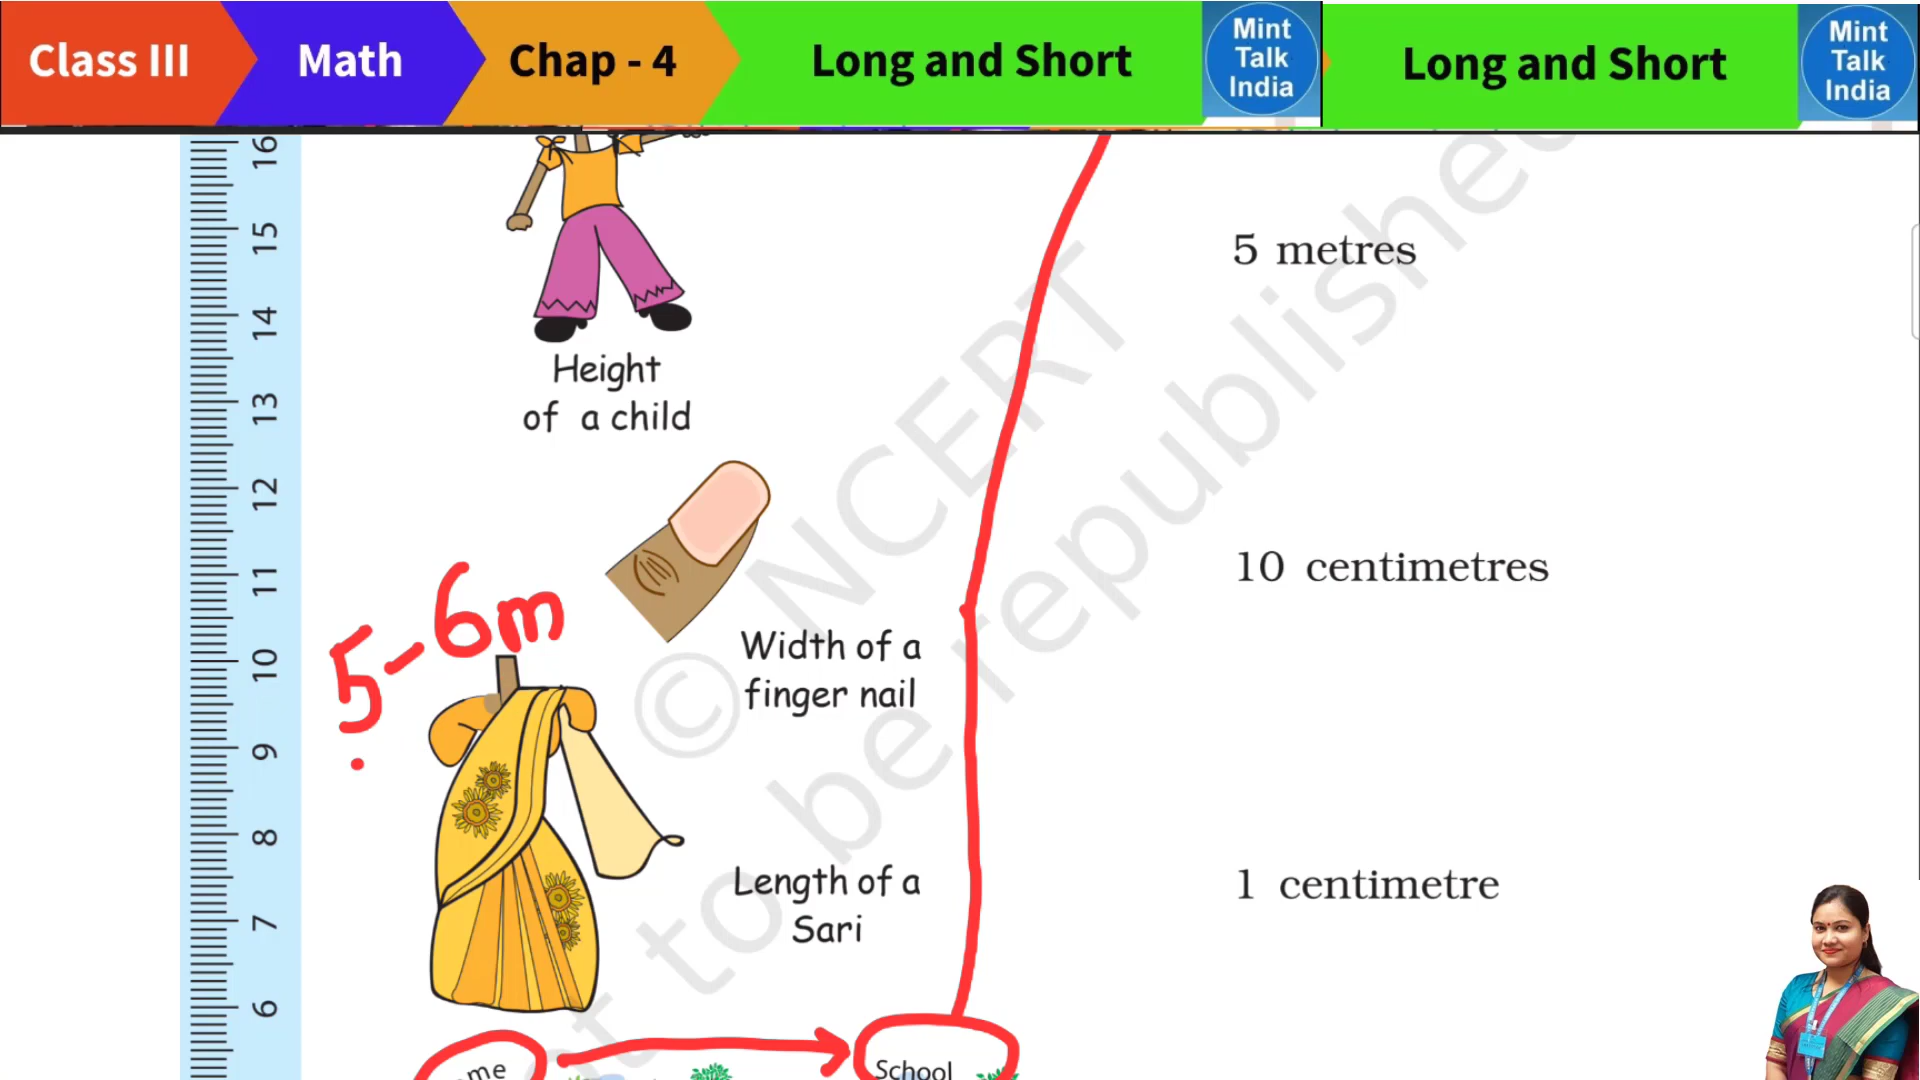 Class III
Math
Chap - 4
Long and Short
Mint
Talk
India
Long and Short
Mint
Talk
India
16
15
14
13
12
11
10
9
8
7
6
5 metres
Height
of a child
10 centimetres
5-6m
Width of a
finger nail
Length of a
Sari
1 centimetre
© NCERT
to be republished
School